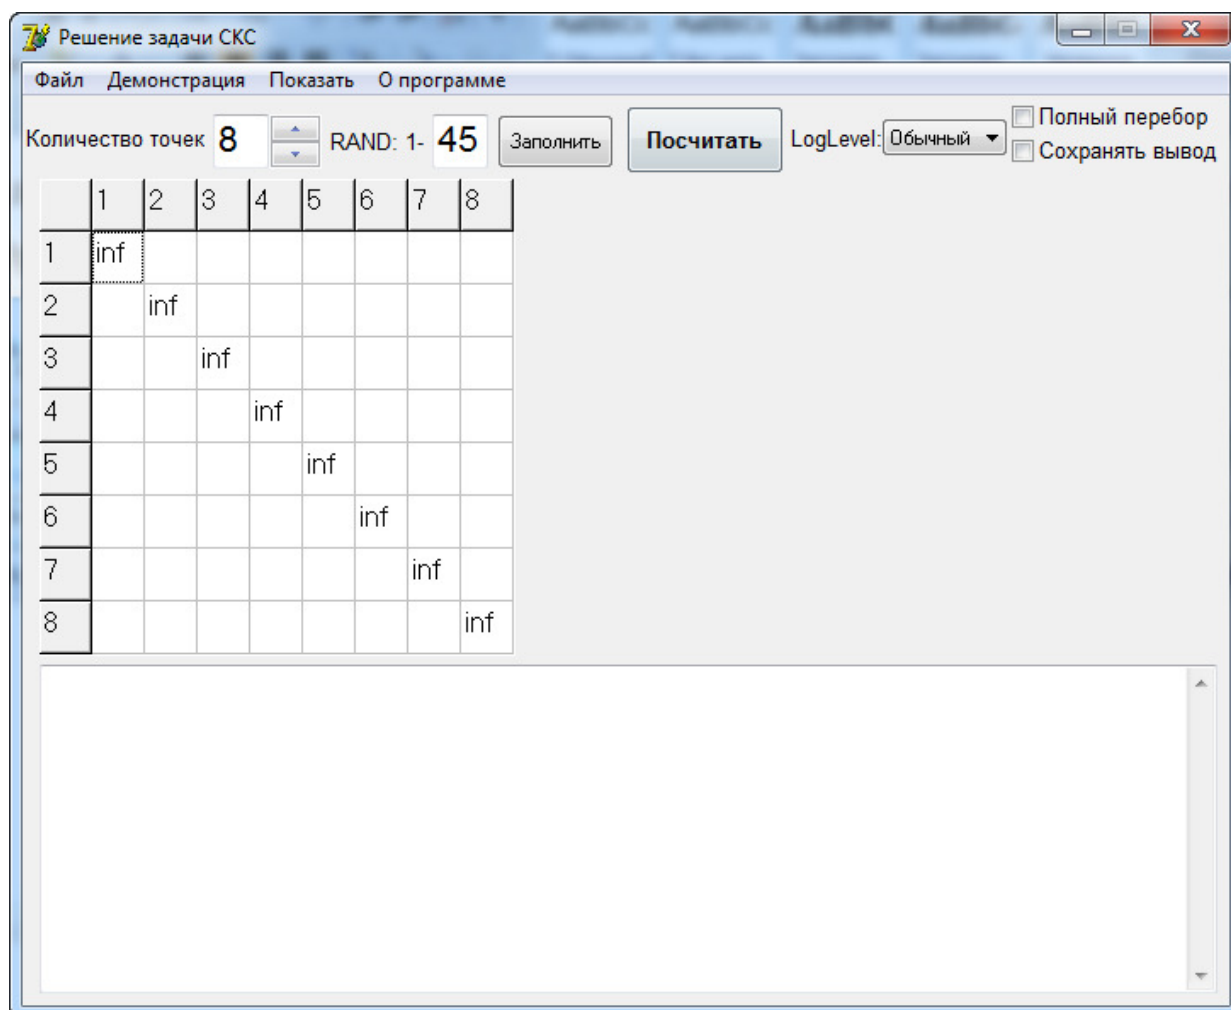 Решение задачи СКС
Файл Демонстрация Показать О программе
Количество точек 8 RAND: 1- 45 Заполнить Посчитать LogLevel: Обычный Полный перебор
Сохранять вывод
1 2 3 4 5 6 7 8
1 inf
2 inf
3 inf
4 inf
5 inf
6 inf
7 inf
8 inf